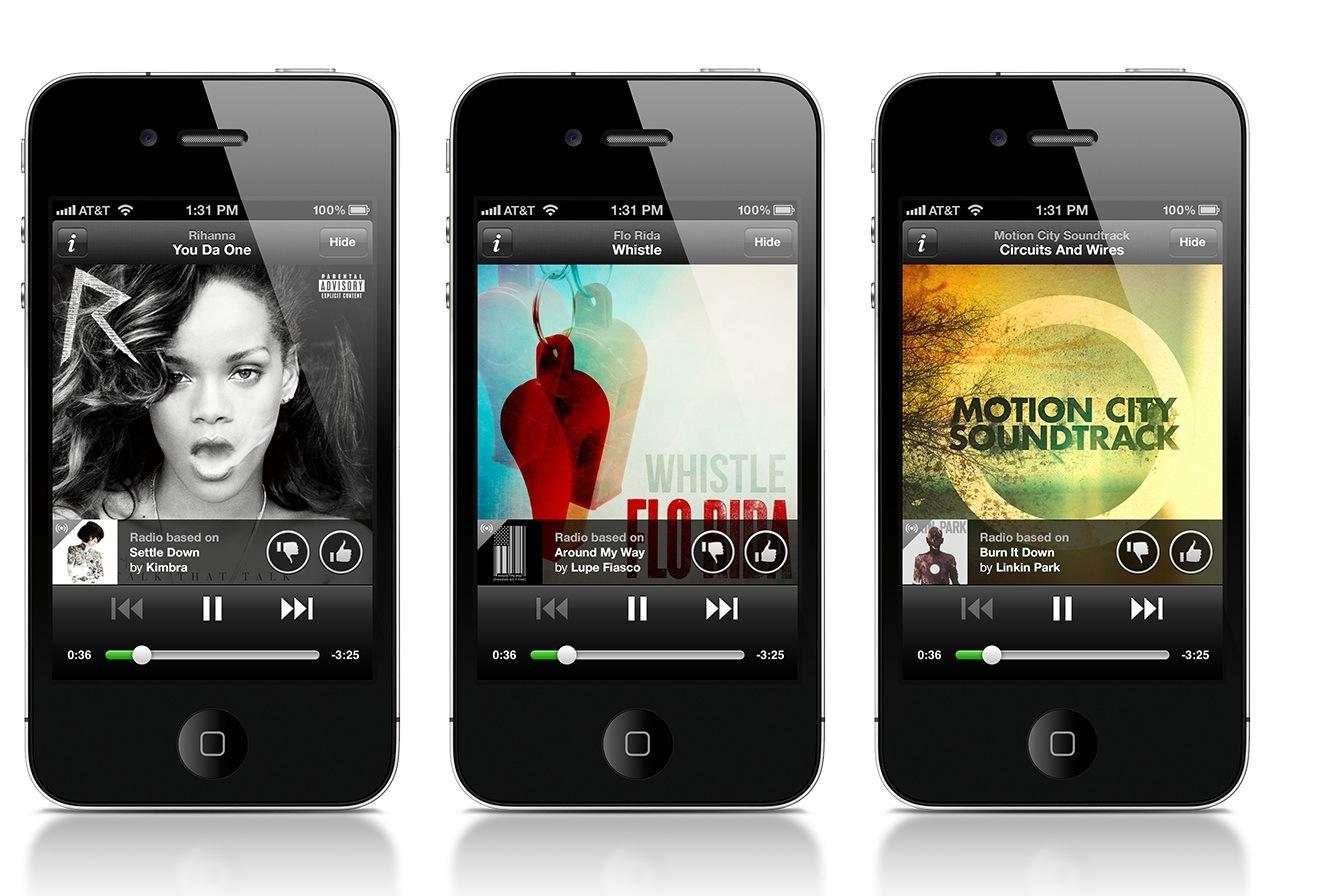 AT&T 1:31 PM 100%
i Rihanna Hide
You Da One
R
PARENTAL
ADVISORY
EXPLICIT CONTENT
Radio based on
Settle Down
by Kimbra
TALK THAT TALK
0:36 -3:25
AT&T 1:31 PM 100%
i Flo Rida Hide
Whistle
WHISTLE
FLO RIDA
Radio based on
Around My Way
by Lupe Fiasco
0:36 -3:25
AT&T 1:31 PM 100%
i Motion City Soundtrack Hide
Circuits And Wires
MOTION CITY
SOUNDTRACK
PARK
Radio based on
Burn It Down
by Linkin Park
0:36 -3:25